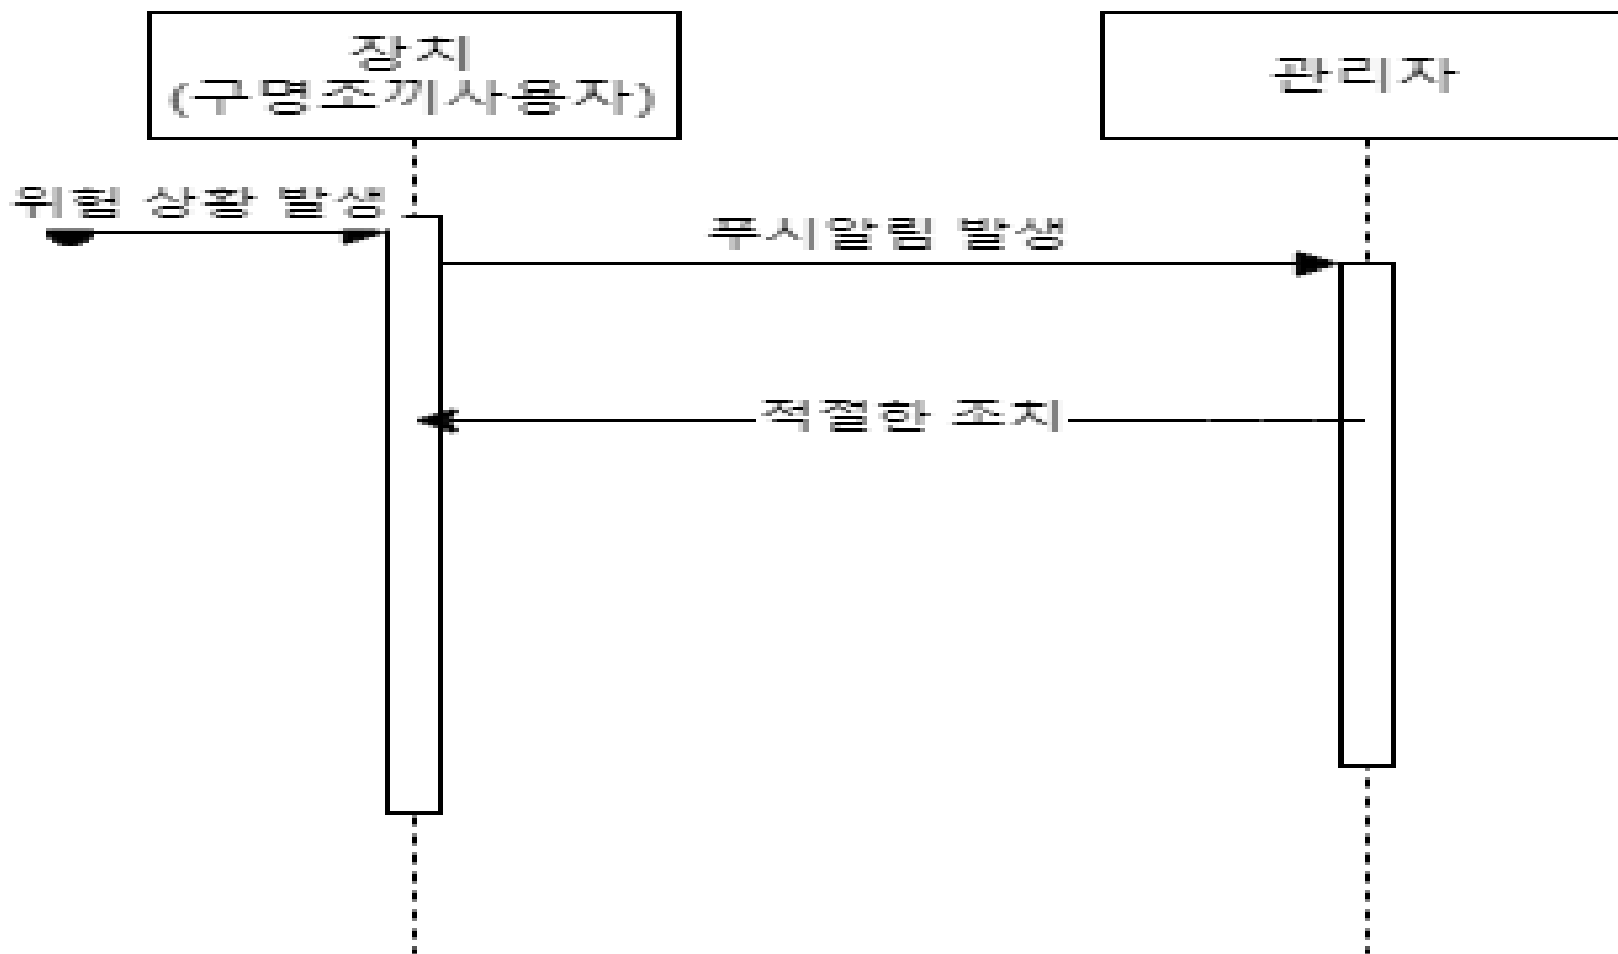 장치
(구명조끼사용자)
관리자
위험 상황 발생
푸시알림 발생
적절한 조치